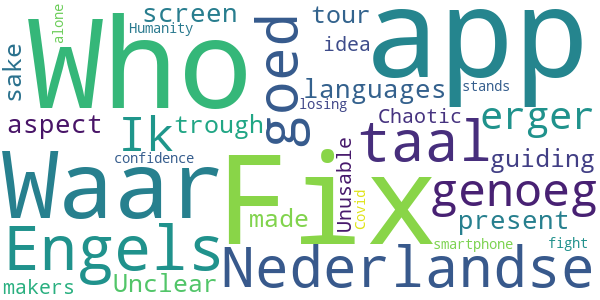 alone
screen
tour
app
Humanity
Who
sake
goed
idea
languages
stands
losing
aspect
Ik
trough
Chaotic
erger
taal
Waar
confidence
Unusable
guiding
Fix
genoeg
Covid
made
present
Engels
Nederlandse
smartphone
fight
Unclear
makers